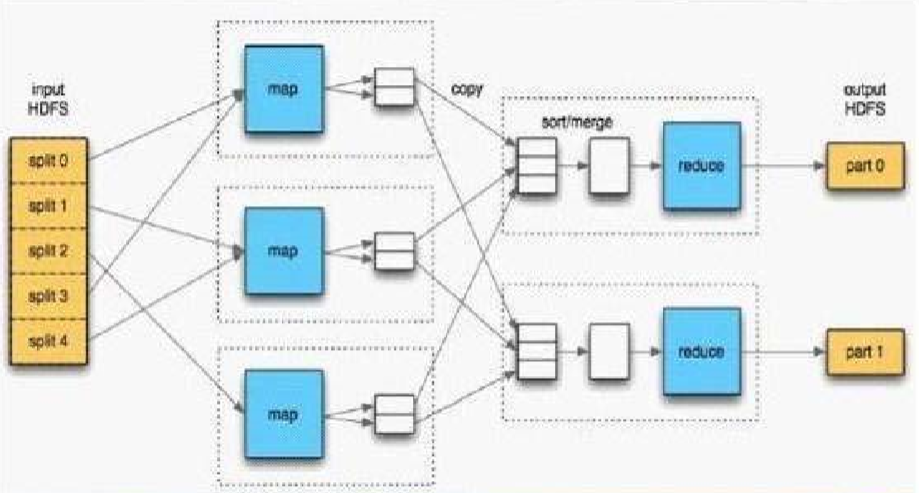 input
HDFS
split 0
split 1
split 2
split 3
split 4
map
map
map
copy
sort/merge
reduce
reduce
output
HDFS
part 0
part 1